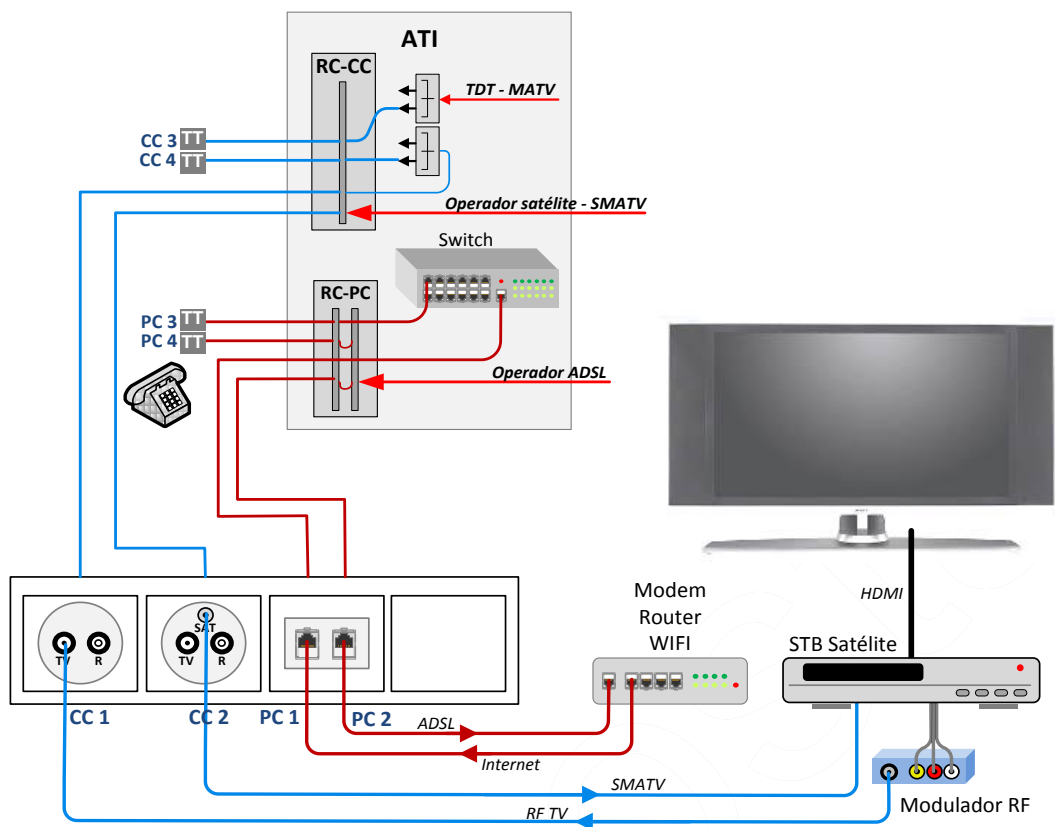 ATI
RC-CC
TDT - MATV
CC 3 TT
CC 4 TT
Operador satélite - SMATV
Switch
RC-PC
PC 3 TT
PC 4 TT
Operador ADSL
HDMI
Modem
Router
WIFI
STB Satélite
SAT
TV R
TV R
CC 1
CC 2
PC 1
PC 2
ADSL
Internet
SMATV
RF TV
Modulador RF